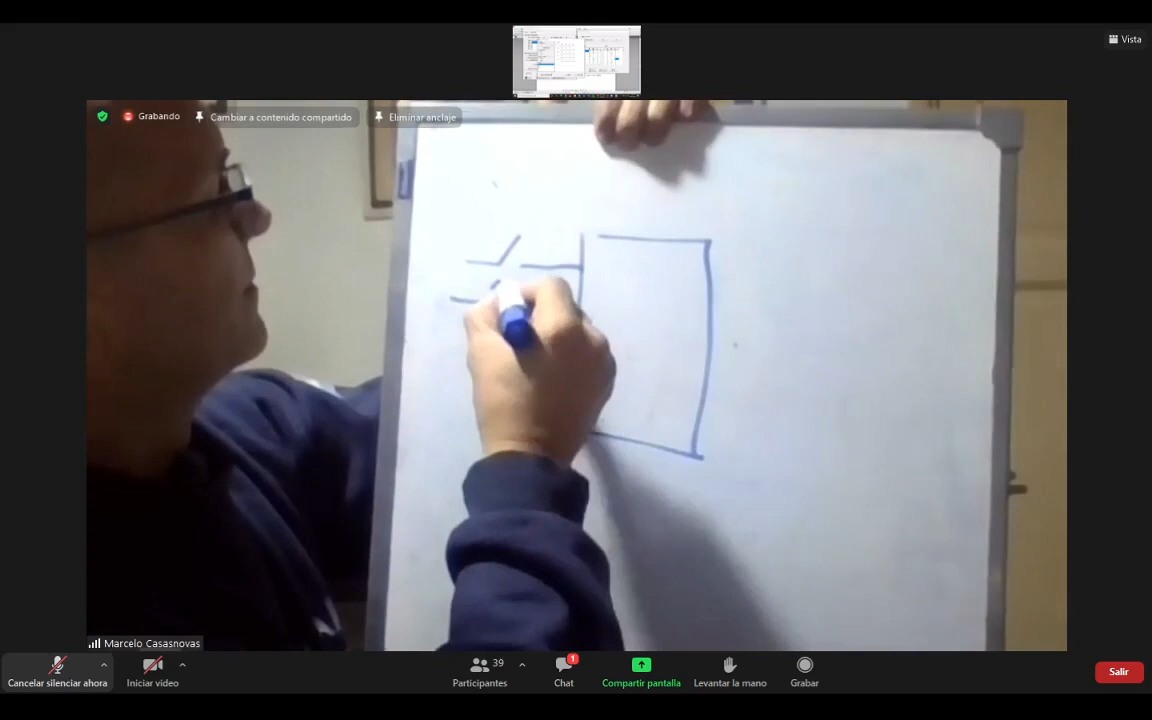 Vista
Grabando
Cambiar a contenido compartido
Eliminar anclaje
Marcelo Casasnovas
Cancelar silenciar ahora
Iniciar video
39
Participantes
1
Chat
Compartir pantalla
Levantar la mano
Grabar
Salir